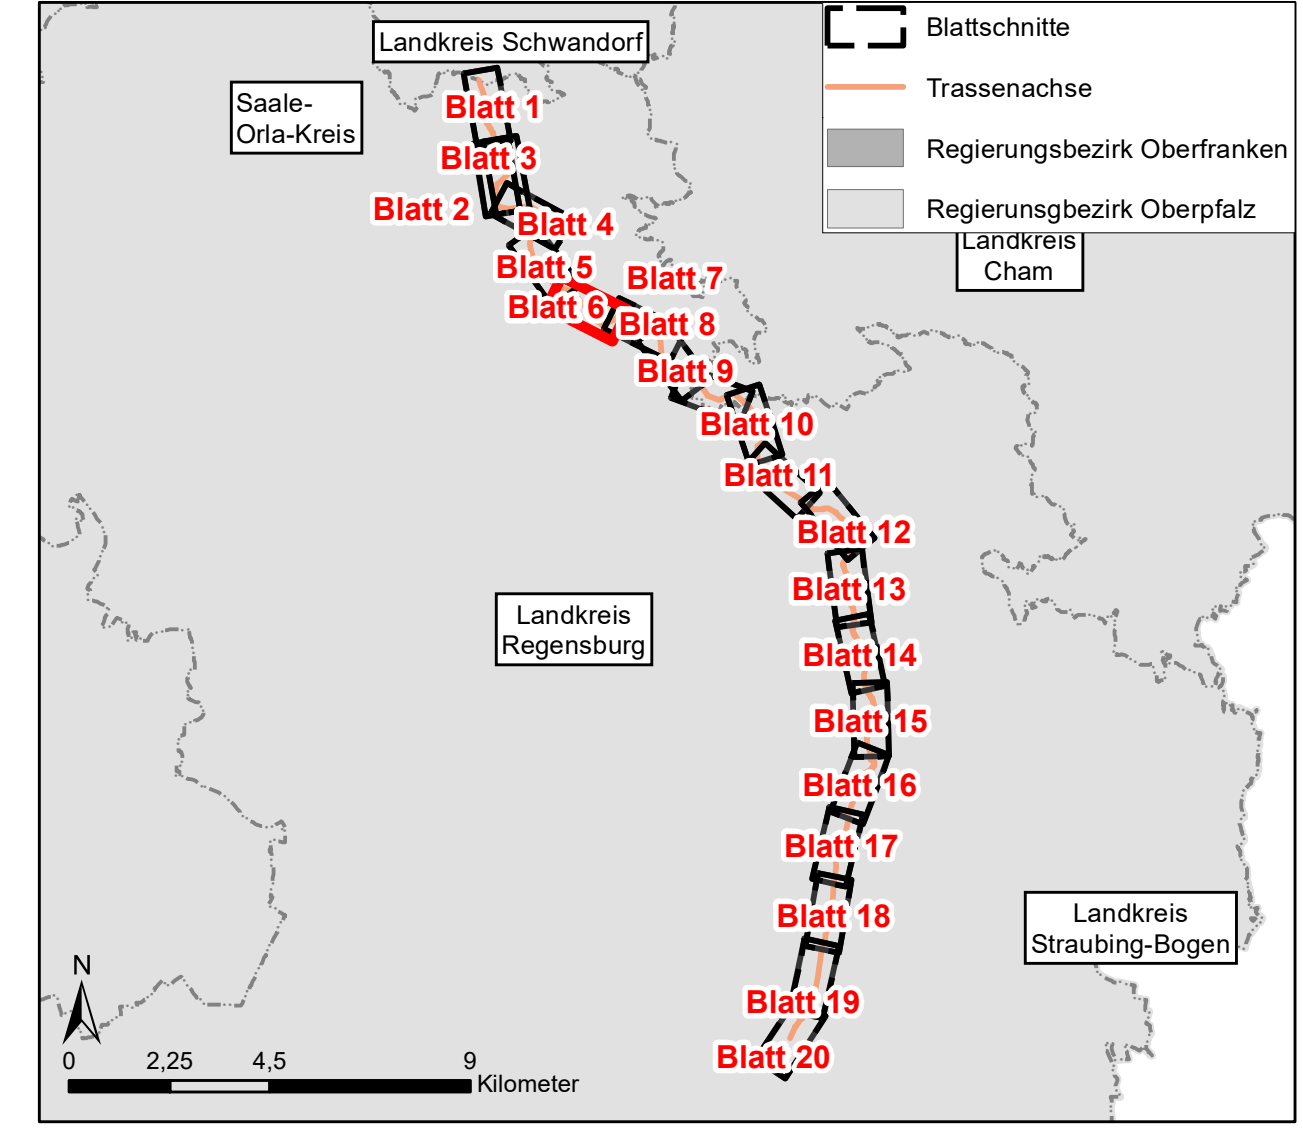 Landkreis Schwandorf
Saale-
Orla-Kreis
Blattschnitte
Trassenachse
Regierungsbezirk Oberfranken
Regierunsgbezirk Oberpfalz
Landkreis
Cham
Blatt 1
Blatt 3
Blatt 2
Blatt 4
Blatt 5
Blatt 7
Blatt 6
Blatt 8
Blatt 9
Blatt 10
Blatt 11
Blatt 12
Blatt 13
Landkreis
Regensburg
Blatt 14
Blatt 15
Blatt 16
Blatt 17
Blatt 18
Landkreis
Straubing-Bogen
Blatt 19
Blatt 20
N
0 2,25 4,5 9
Kilometer